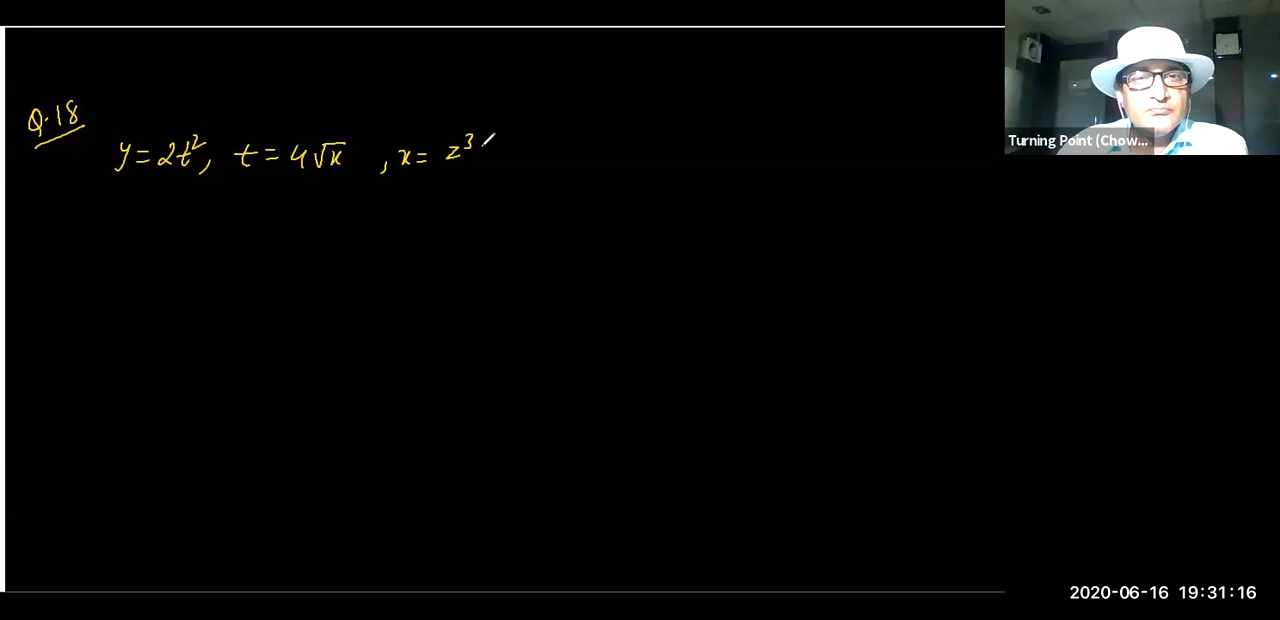 Q.18
y = 2t², t = 4√x , x = z³
Turning Point (Chow...
2020-06-16 19:31:16